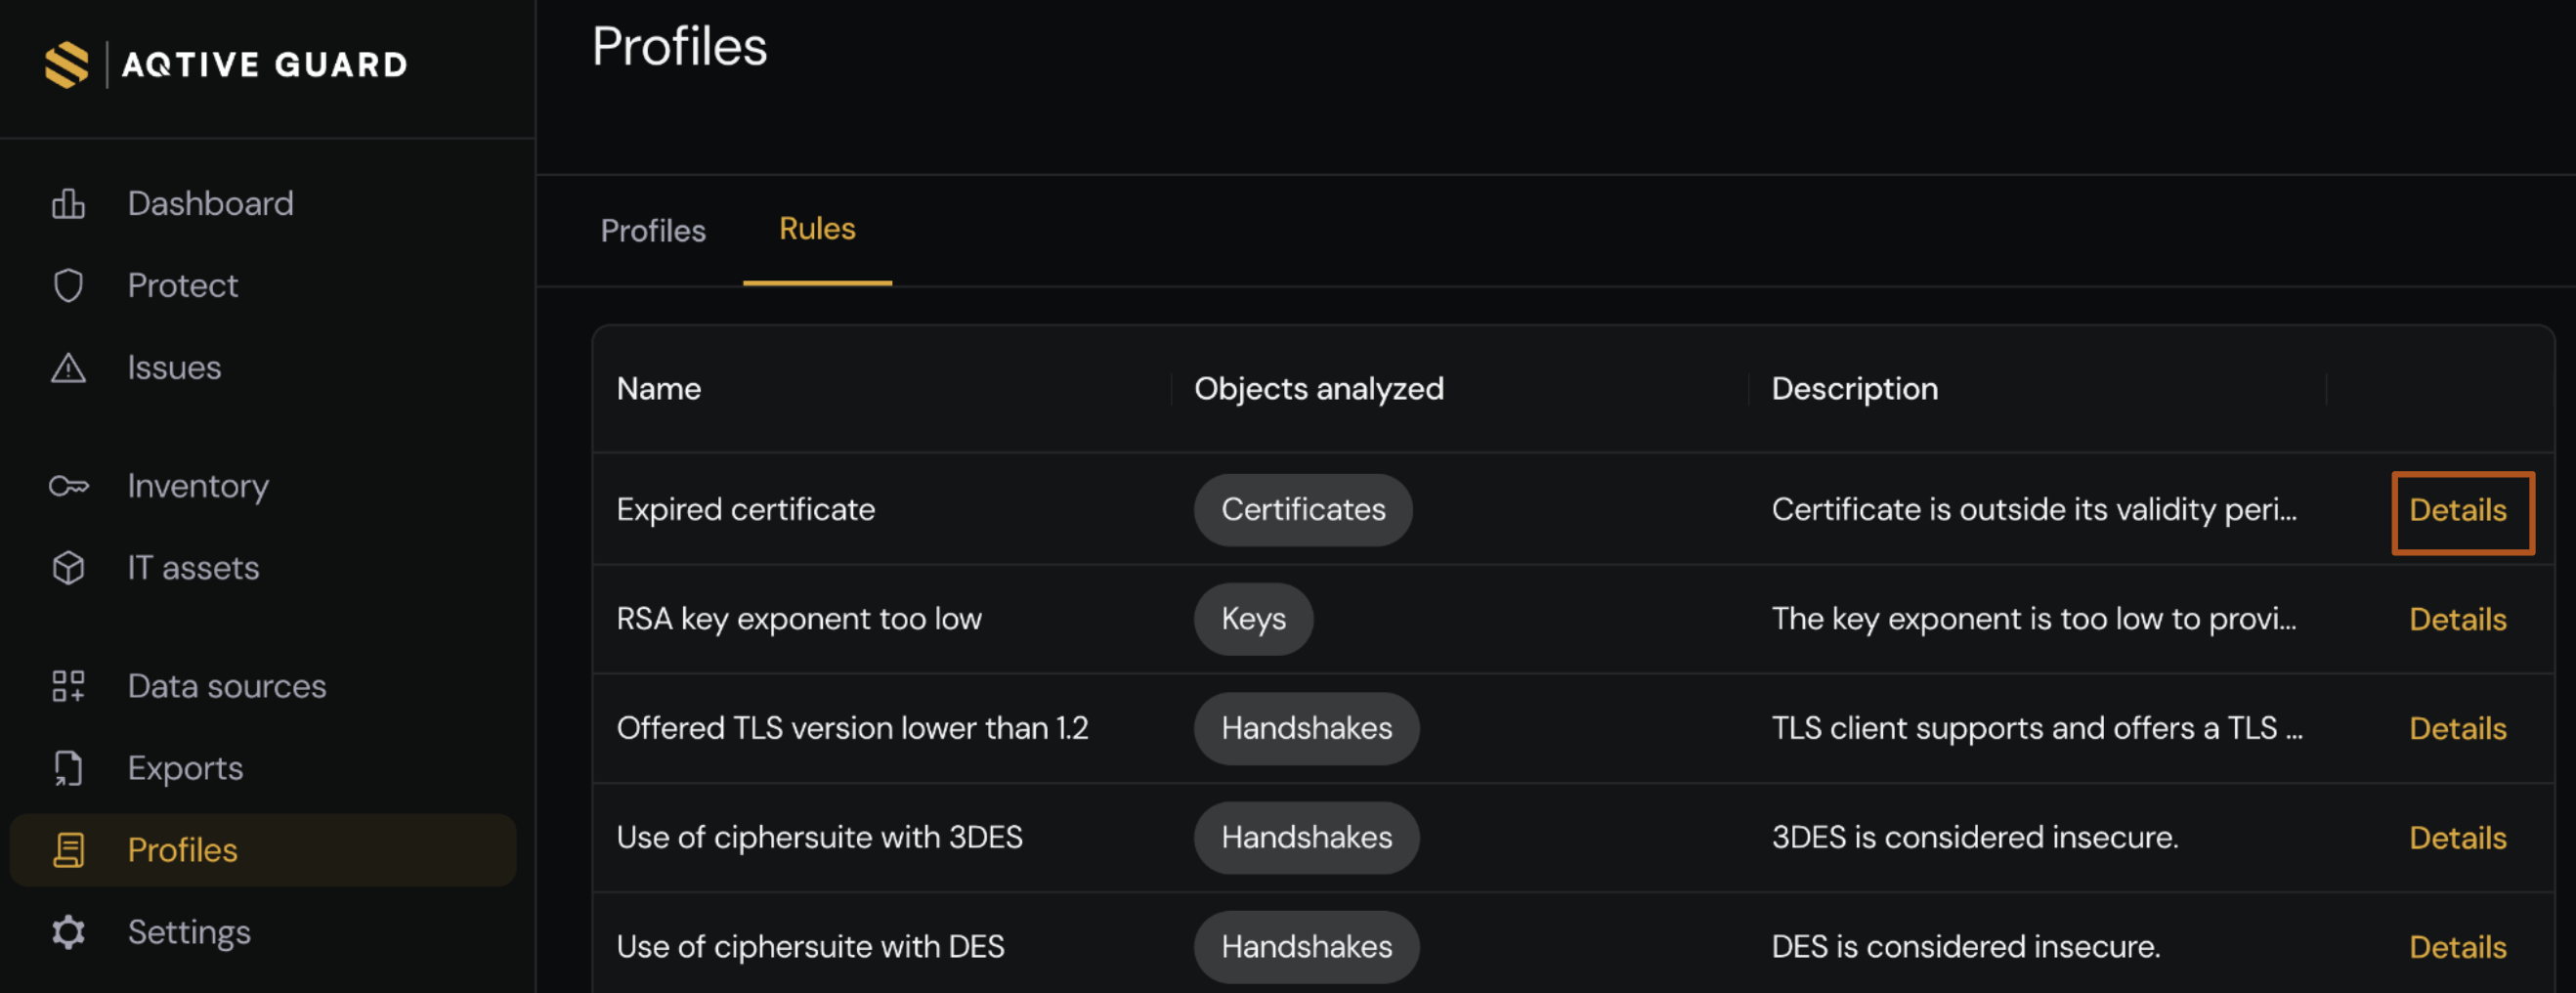 AQTIVE GUARD
Dashboard
Protect
Issues
Inventory
IT assets
Data sources
Exports
Profiles
Settings
Profiles
Profiles Rules
Name Objects analyzed Description
Expired certificate Certificates Certificate is outside its validity peri... Details
RSA key exponent too low Keys The key exponent is too low to provi... Details
Offered TLS version lower than 1.2 Handshakes TLS client supports and offers a TLS ... Details
Use of ciphersuite with 3DES Handshakes 3DES is considered insecure. Details
Use of ciphersuite with DES Handshakes DES is considered insecure. Details